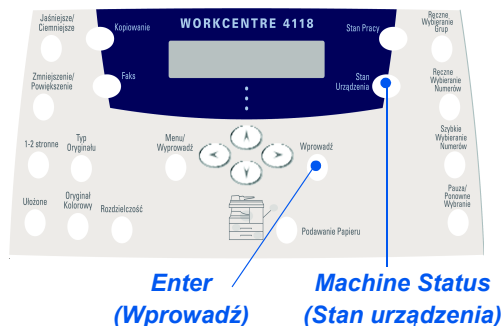 Jaśniejsze/
Ciemniejsze
Kopiowanie
WORKCENTRE 4118
Stan Pracy
Ręczne
Wybieranie
Grup
Zmniejszenie/
Powiększenie
Faks
Stan
Urządzenia
Ręczne
Wybieranie
Numerów
1-2 stronne
Typ
Oryginału
Menu/
Wyprowadź
Wprowadź
Szybkie
Wybieranie
Numerów
Ułożone
Oryginał
Kolorowy
Rozdzielczość
Podawanie Papieru
Pauza/
Ponowne
Wybranie
Enter
(Wprowadź)
Machine Status
(Stan urządzenia)